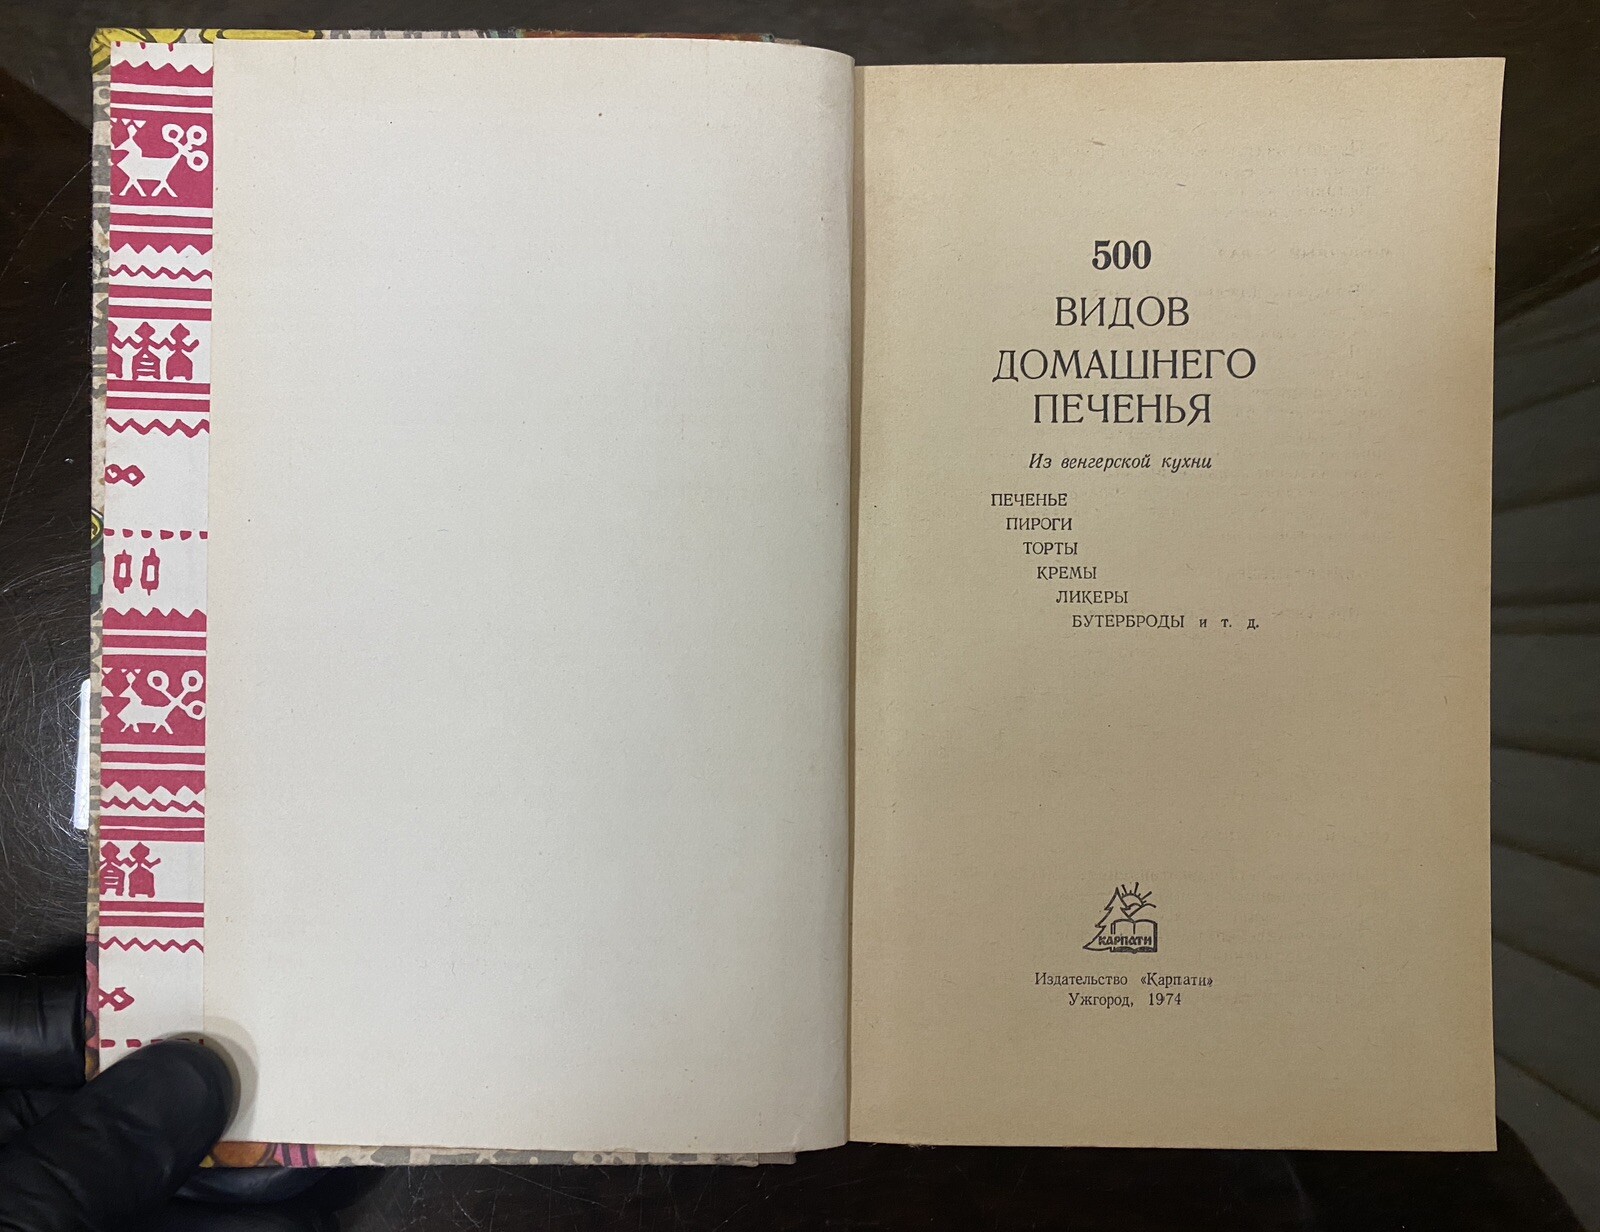 500
ВИДОВ
ДОМАШНЕГО
ПЕЧЕНЬЯ
Из венгерской кухни
ПЕЧЕНЬЕ
ПИРОГИ
ТОРТЫ
КРЕМЫ
ЛИКЕРЫ
БУТЕРБРОДЫ и т. д.
КАРПАТИ
Издательство «Карпати»
Ужгород, 1974